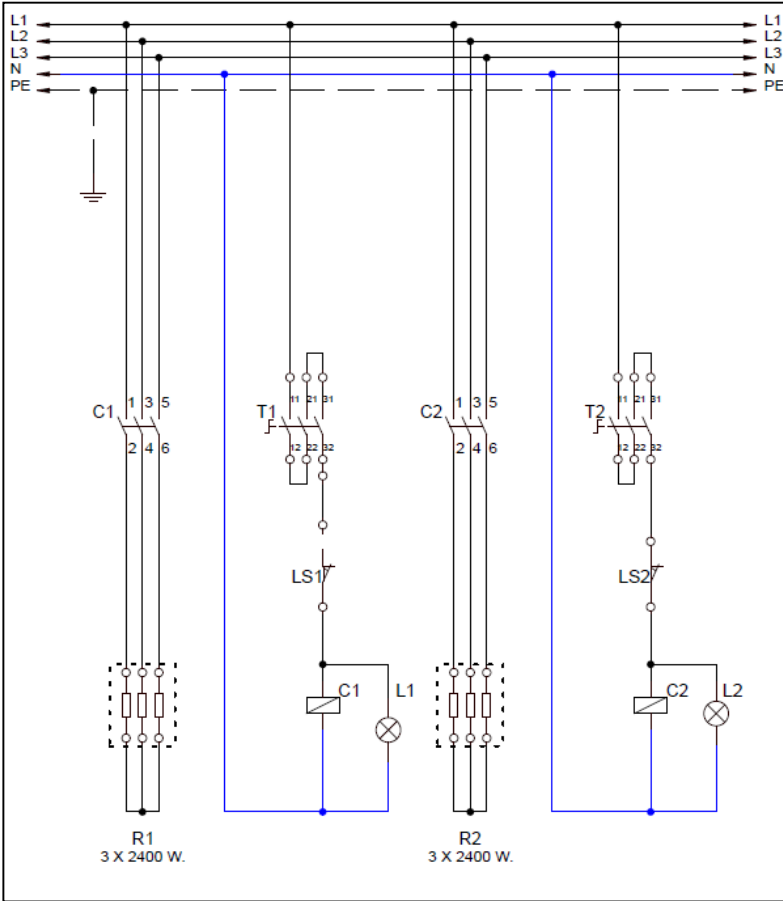 L1 L1
L2 L2
L3 L3
N N
PE PE
C1 1 3 5
2 4 6
T1 11 21 31
12 22 32
C2 1 3 5
2 4 6
T2 11 21 31
12 22 32
LS1
LS2
C1 L1
C2 L2
R1
3 X 2400 W.
R2
3 X 2400 W.